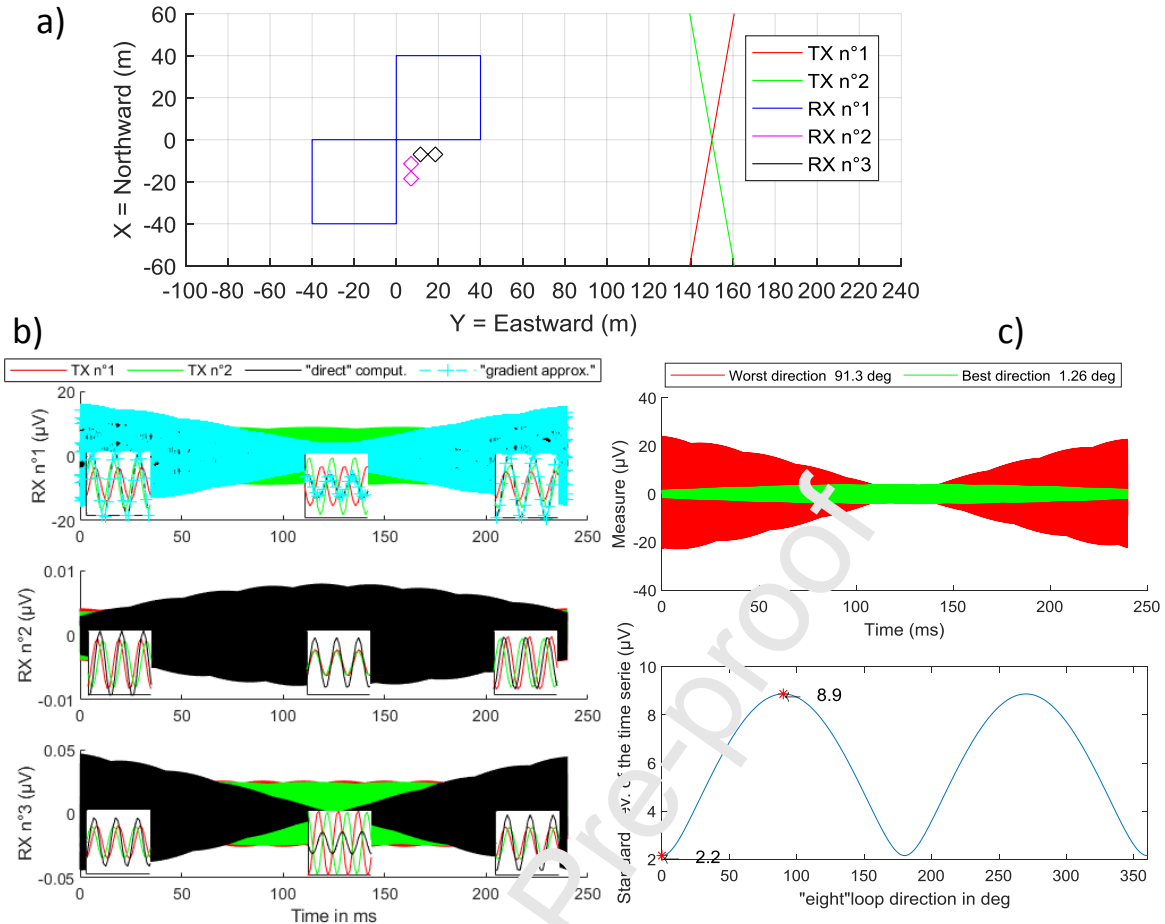 a)
60
40
20
0
-20
-40
-60
X = Northward (m)
-100 -80 -60 -40 -20 0 20 40 60 80 100 120 140 160 180 200 220 240
Y = Eastward (m)
TX n°1
TX n°2
RX n°1
RX n°2
RX n°3
b)
TX n°1 TX n°2 "direct" comput. "gradient approx."
20
0
-20
RX n°1 (µV)
0 50 100 150 200 250
0.01
0
-0.01
RX n°2 (µV)
0 50 100 150 200 250
0.05
0
-0.05
RX n°3 (µV)
0 50 100 150 200 250
Time in ms
c)
Worst direction 91.3 deg Best direction 1.26 deg
40
20
0
-20
-40
Measure (µV)
0 50 100 150 200 250
Time (ms)
10
8
6
4
2
8.9
2.2
ev. of the time series (µV)
0 50 100 150 200 250 300 350
"eight"loop direction in deg
Pre-proof